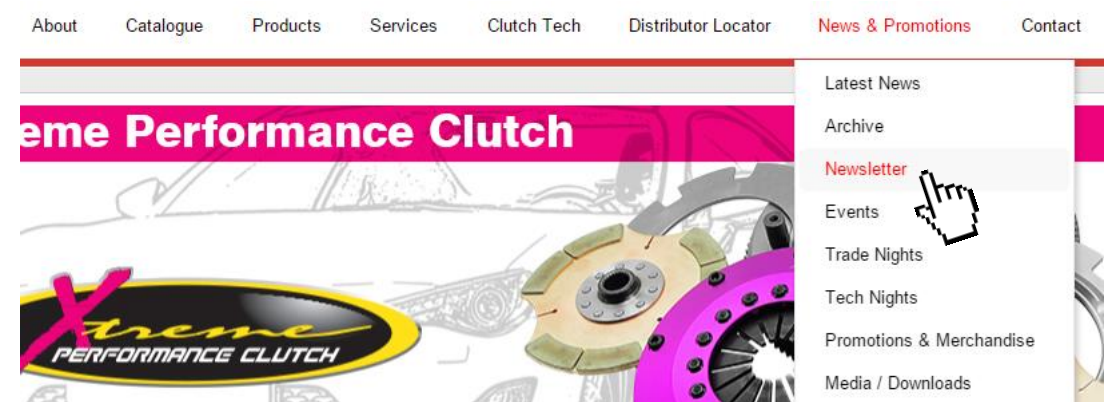 About Catalogue Products Services Clutch Tech Distributor Locator News & Promotions Contact
Latest News
eme Performance Clutch
Archive
Newsletter
Events
Trade Nights
Tech Nights
Promotions & Merchandise
Media / Downloads
Xtreme
PERFORMANCE CLUTCH